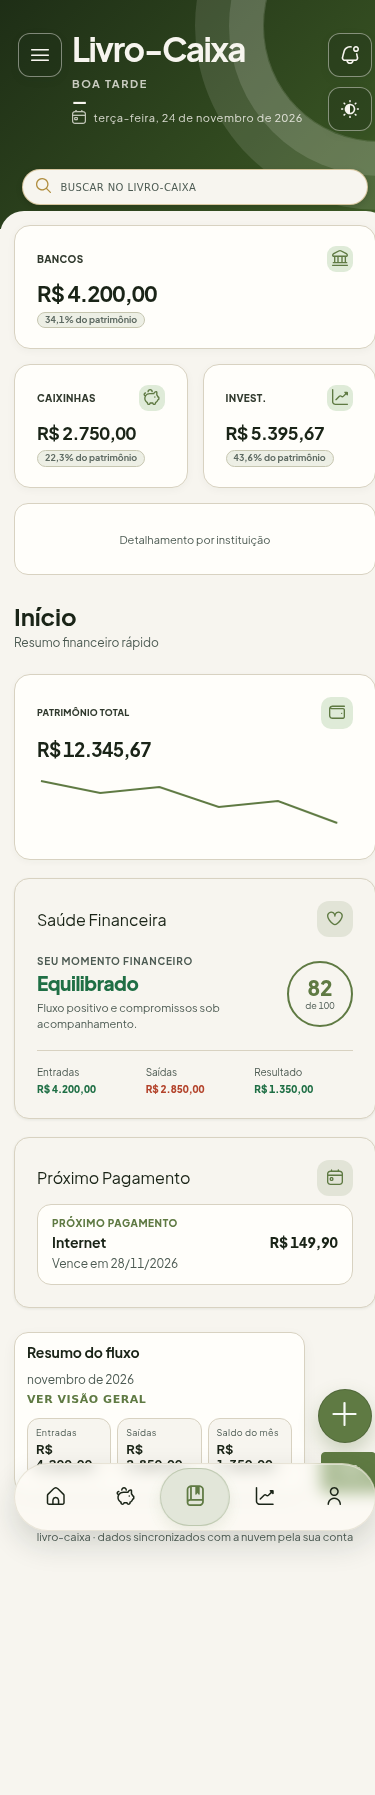 Livro-Caixa
BOA TARDE
terça-feira, 24 de novembro de 2026
BUSCAR NO LIVRO-CAIXA
BANCOS
R$ 4.200,00
34,1% do patrimônio
CAIXINHAS
R$ 2.750,00
22,3% do patrimônio
INVEST.
R$ 5.395,67
43,6% do patrimônio
Detalhamento por instituição
Início
Resumo financeiro rápido
PATRIMÔNIO TOTAL
R$ 12.345,67
Saúde Financeira
SEU MOMENTO FINANCEIRO
Equilibrado
Fluxo positivo e compromissos sob
acompanhamento.
82
de 100
Entradas Saídas Resultado
R$ 4.200,00 R$ 2.850,00 R$ 1.350,00
Próximo Pagamento
PRÓXIMO PAGAMENTO
Internet R$ 149,90
Vence em 28/11/2026
Resumo do fluxo
novembro de 2026
VER VISÃO GERAL
Entradas Saídas Saldo do mês
R$ R$ R$
livro-caixa · dados sincronizados com a nuvem pela sua conta